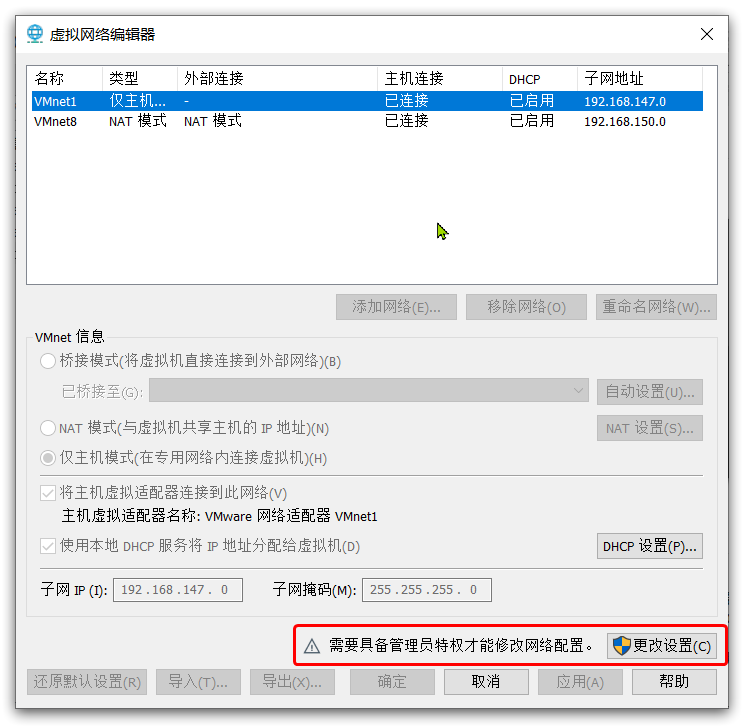 虚拟网络编辑器
名称 类型 外部连接 主机连接 DHCP 子网地址
VMnet1 仅主机... - 已连接 已启用 192.168.147.0
VMnet8 NAT 模式 NAT 模式 已连接 已启用 192.168.150.0
添加网络(E)... 移除网络(O) 重命名网络(W)...
VMnet 信息
桥接模式(将虚拟机直接连接到外部网络)(B)
已桥接至(G): 自动设置(U)...
NAT 模式(与虚拟机共享主机的 IP 地址)(N) NAT 设置(S)...
仅主机模式(在专用网络内连接虚拟机)(H)
将主机虚拟适配器连接到此网络(V)
主机虚拟适配器名称: VMware 网络适配器 VMnet1
使用本地 DHCP 服务将 IP 地址分配给虚拟机(D) DHCP 设置(P)...
子网 IP (I): 192 . 168 . 147 . 0 子网掩码(M): 255 . 255 . 255 . 0
需要具备管理员特权才能修改网络配置。 更改设置(C)
还原默认设置(R) 导入(T)... 导出(X)... 确定 取消 应用(A) 帮助